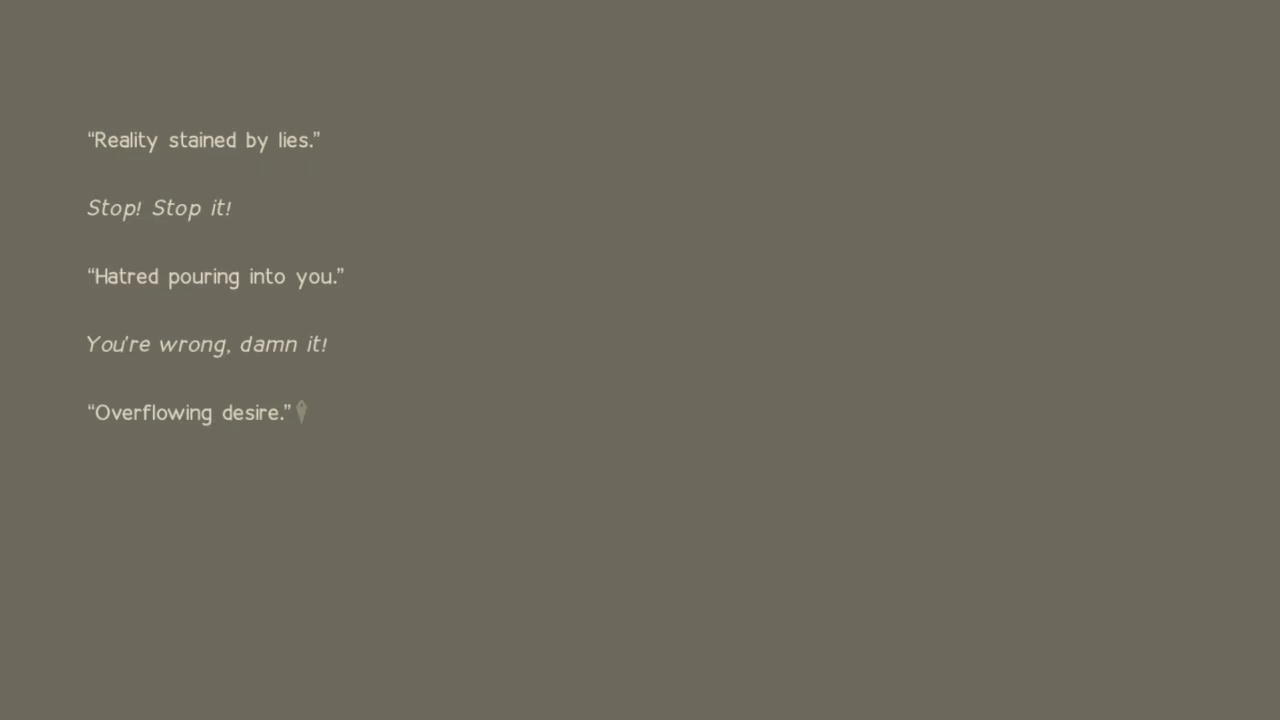 “Reality stained by lies.”
Stop! Stop it!
“Hatred pouring into you.”
You're wrong, damn it!
“Overflowing desire.”